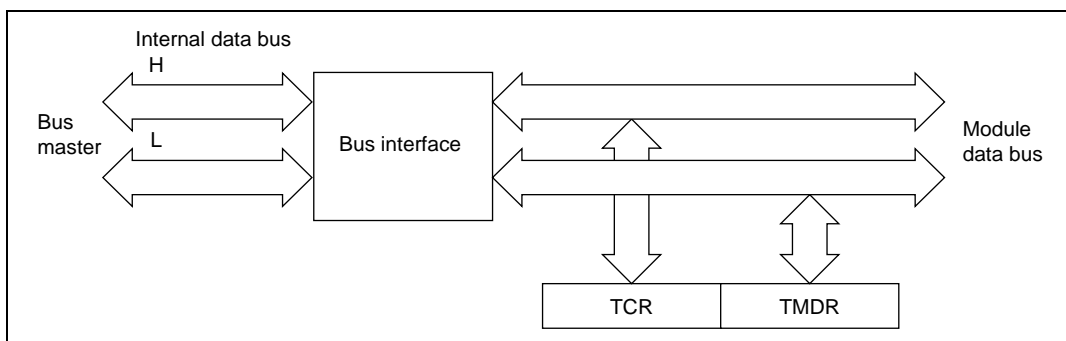 Internal data bus
H
Bus
master
L
Bus interface
Module
data bus
TCR
TMDR